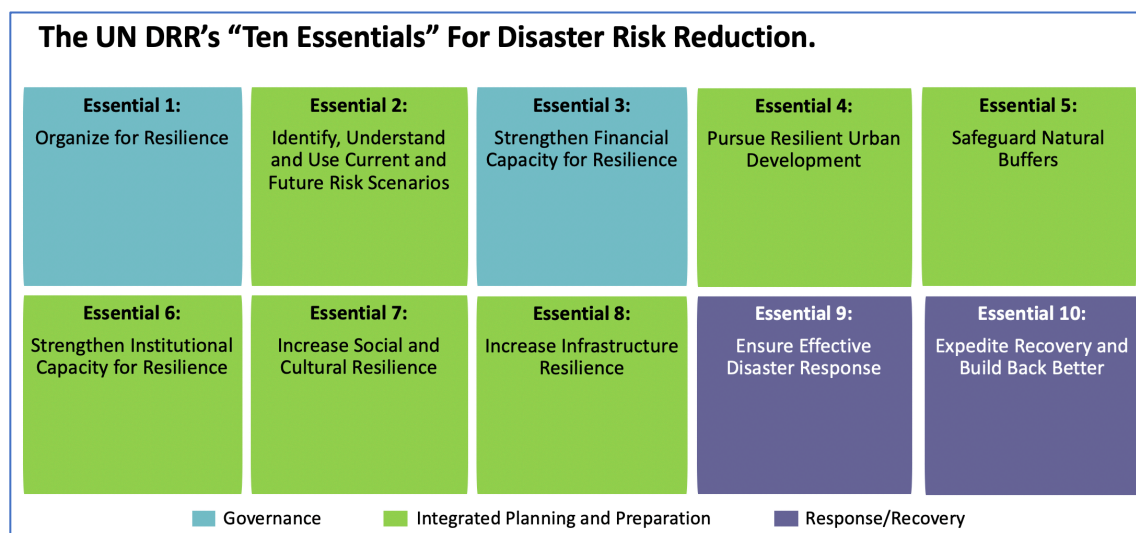 The UN DRR’s “Ten Essentials” For Disaster Risk Reduction.
Essential 1:
Organize for Resilience
Essential 2:
Identify, Understand
and Use Current and
Future Risk Scenarios
Essential 3:
Strengthen Financial
Capacity for Resilience
Essential 4:
Pursue Resilient Urban
Development
Essential 5:
Safeguard Natural
Buffers
Essential 6:
Strengthen Institutional
Capacity for Resilience
Essential 7:
Increase Social and
Cultural Resilience
Essential 8:
Increase Infrastructure
Resilience
Essential 9:
Ensure Effective
Disaster Response
Essential 10:
Expedite Recovery and
Build Back Better
Governance
Integrated Planning and Preparation
Response/Recovery